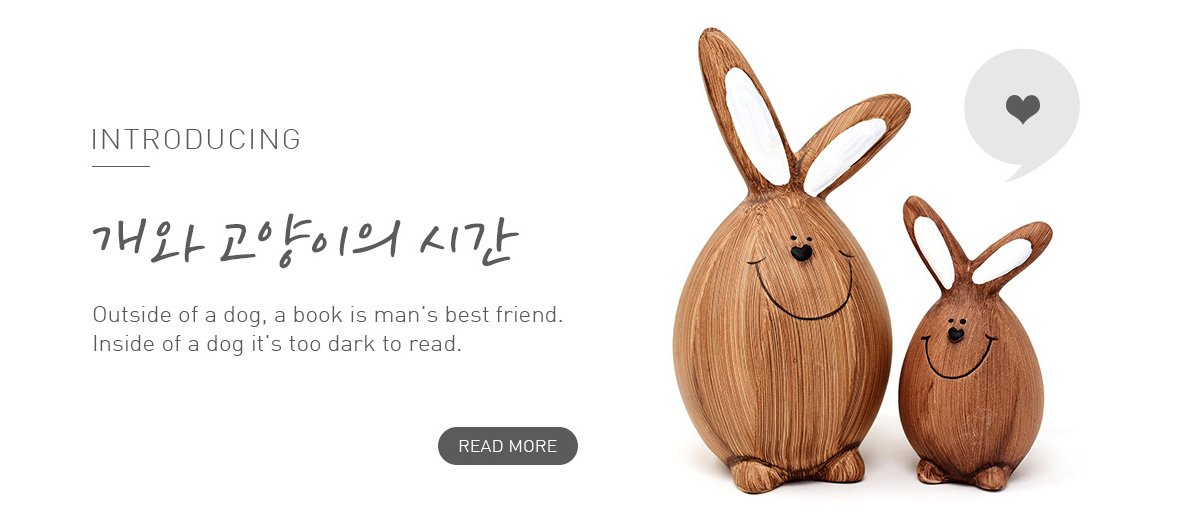 INTRODUCING
개와 고양이의 시간
Outside of a dog, a book is man's best friend.
Inside of a dog it's too dark to read.
READ MORE